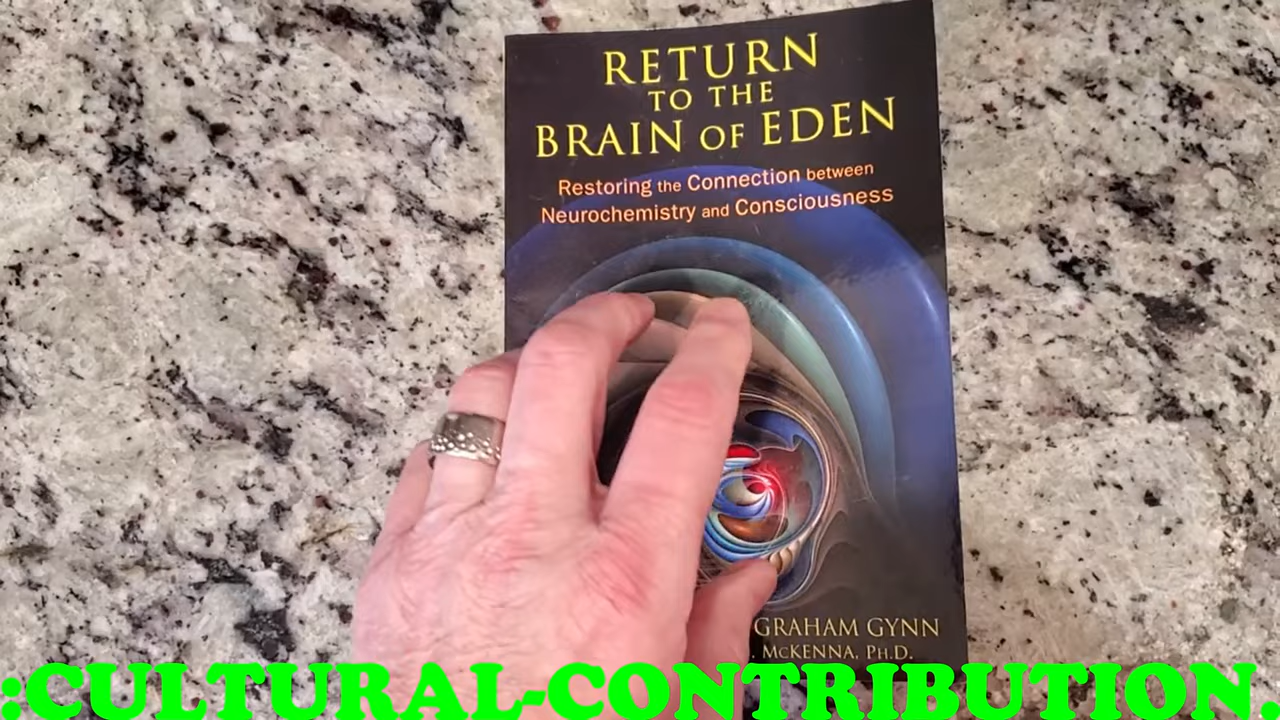 RETURN
TO THE
BRAIN OF EDEN
Restoring the Connection between
Neurochemistry and Consciousness
GRAHAM GYNN
. MCKENNA, PH.D.
:CULTURAL-CONTRIBUTION.